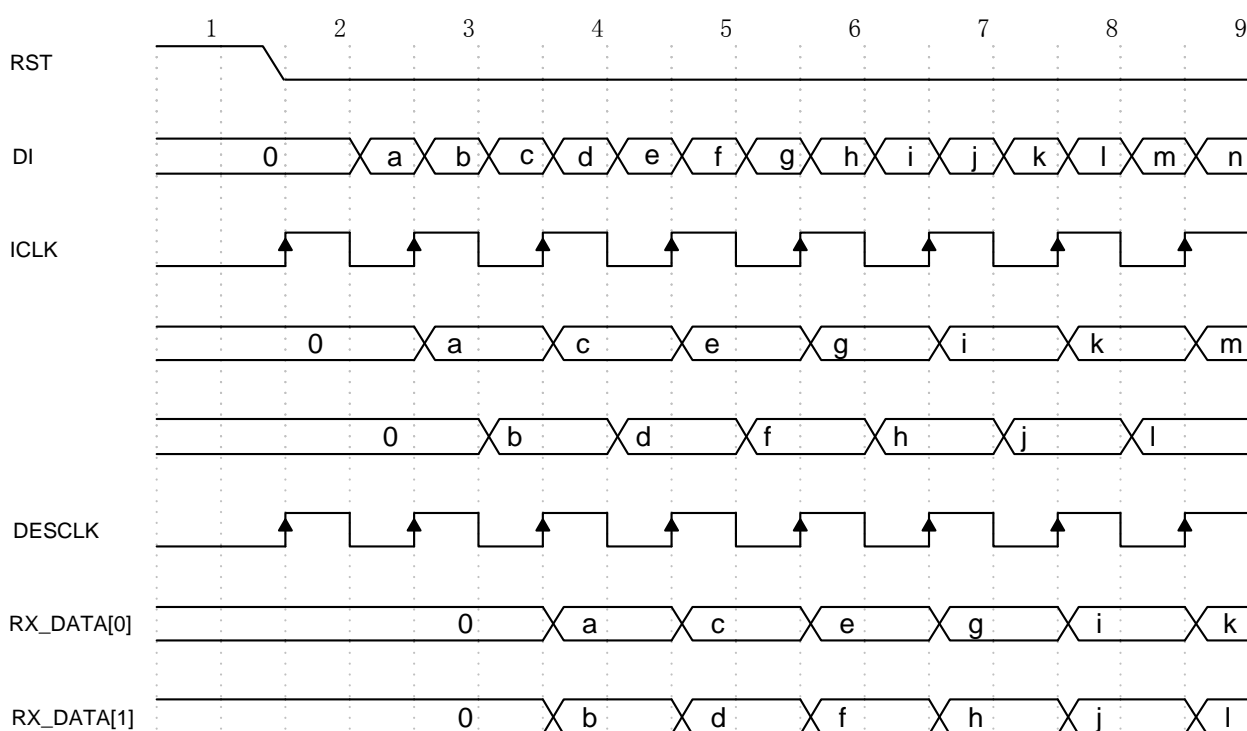 1 2 3 4 5 6 7 8 9
RST
DI 0 a b c d e f g h i j k l m n
ICLK
0 a c e g i k m
0 b d f h j l
DESCLK
RX_DATA[0] 0 a c e g i k
RX_DATA[1] 0 b d f h j l